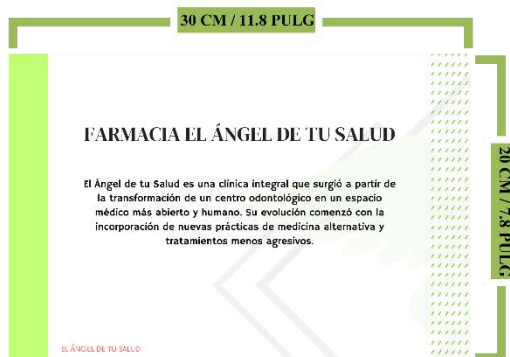 30 CM / 11.8 PULG
FARMACIA EL ÁNGEL DE TU SALUD
El Ángel de tu Salud es una clínica integral que surgió a partir de
la transformación de un centro odontológico en un espacio
médico más abierto y humano. Su evolución comenzó con la
incorporación de nuevas prácticas de medicina alternativa y
tratamientos menos agresivos.
20 CM / 7.8 PULG
EL ÁNGEL DE TU SALUD